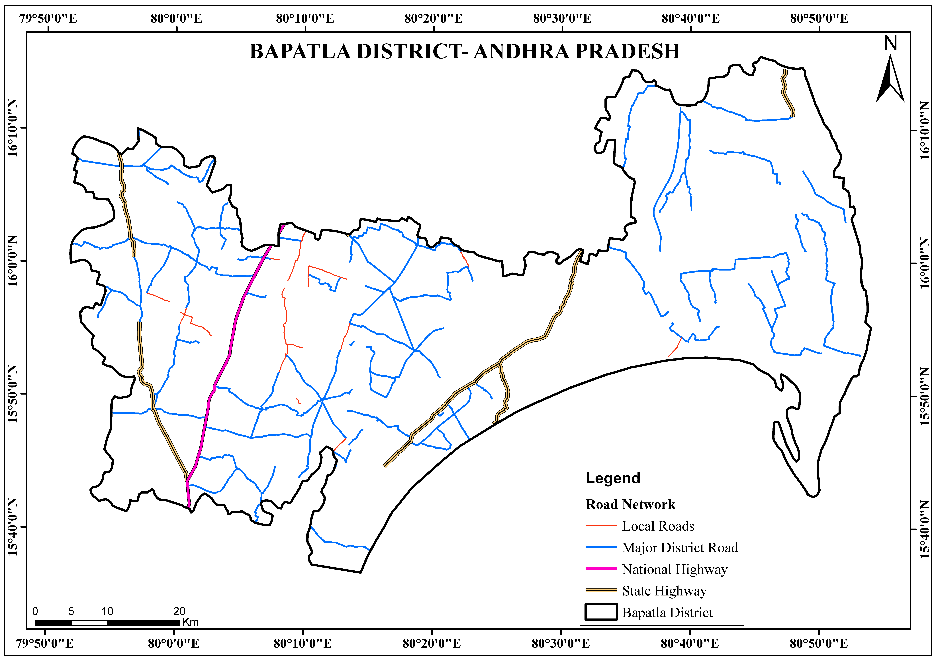 79°50'0"E 80°0'0"E 80°10'0"E 80°20'0"E 80°30'0"E 80°40'0"E 80°50'0"E
BAPATLA DISTRICT- ANDHRA PRADESH
N
16°10'0"N 16°10'0"N
16°0'0"N 16°0'0"N
15°50'0"N 15°50'0"N
15°40'0"N 15°40'0"N
Legend
Road Network
Local Roads
Major District Road
National Highway
State Highway
Bapatla District
0 5 10 20
Km
79°50'0"E 80°0'0"E 80°10'0"E 80°20'0"E 80°30'0"E 80°40'0"E 80°50'0"E